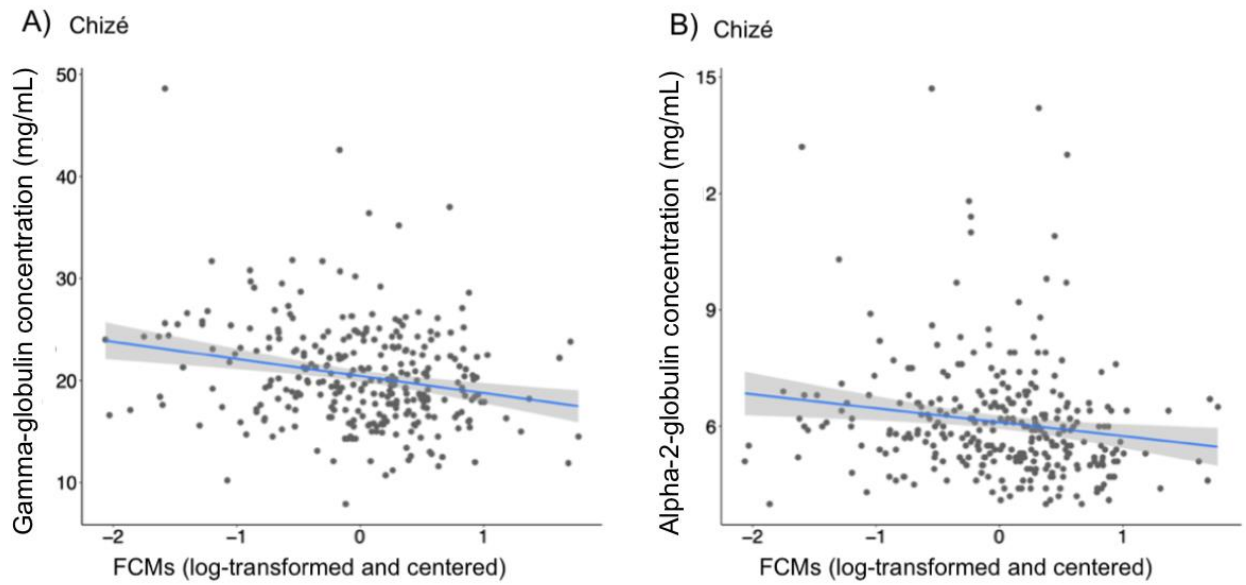 A) Chizé
Gamma-globulin concentration (mg/mL)
50
40
30
20
10
−2 −1 0 1
FCMs (log-transformed and centered)
B) Chizé
Alpha-2-globulin concentration (mg/mL)
15
2
9
6
−2 −1 0 1
FCMs (log-transformed and centered)